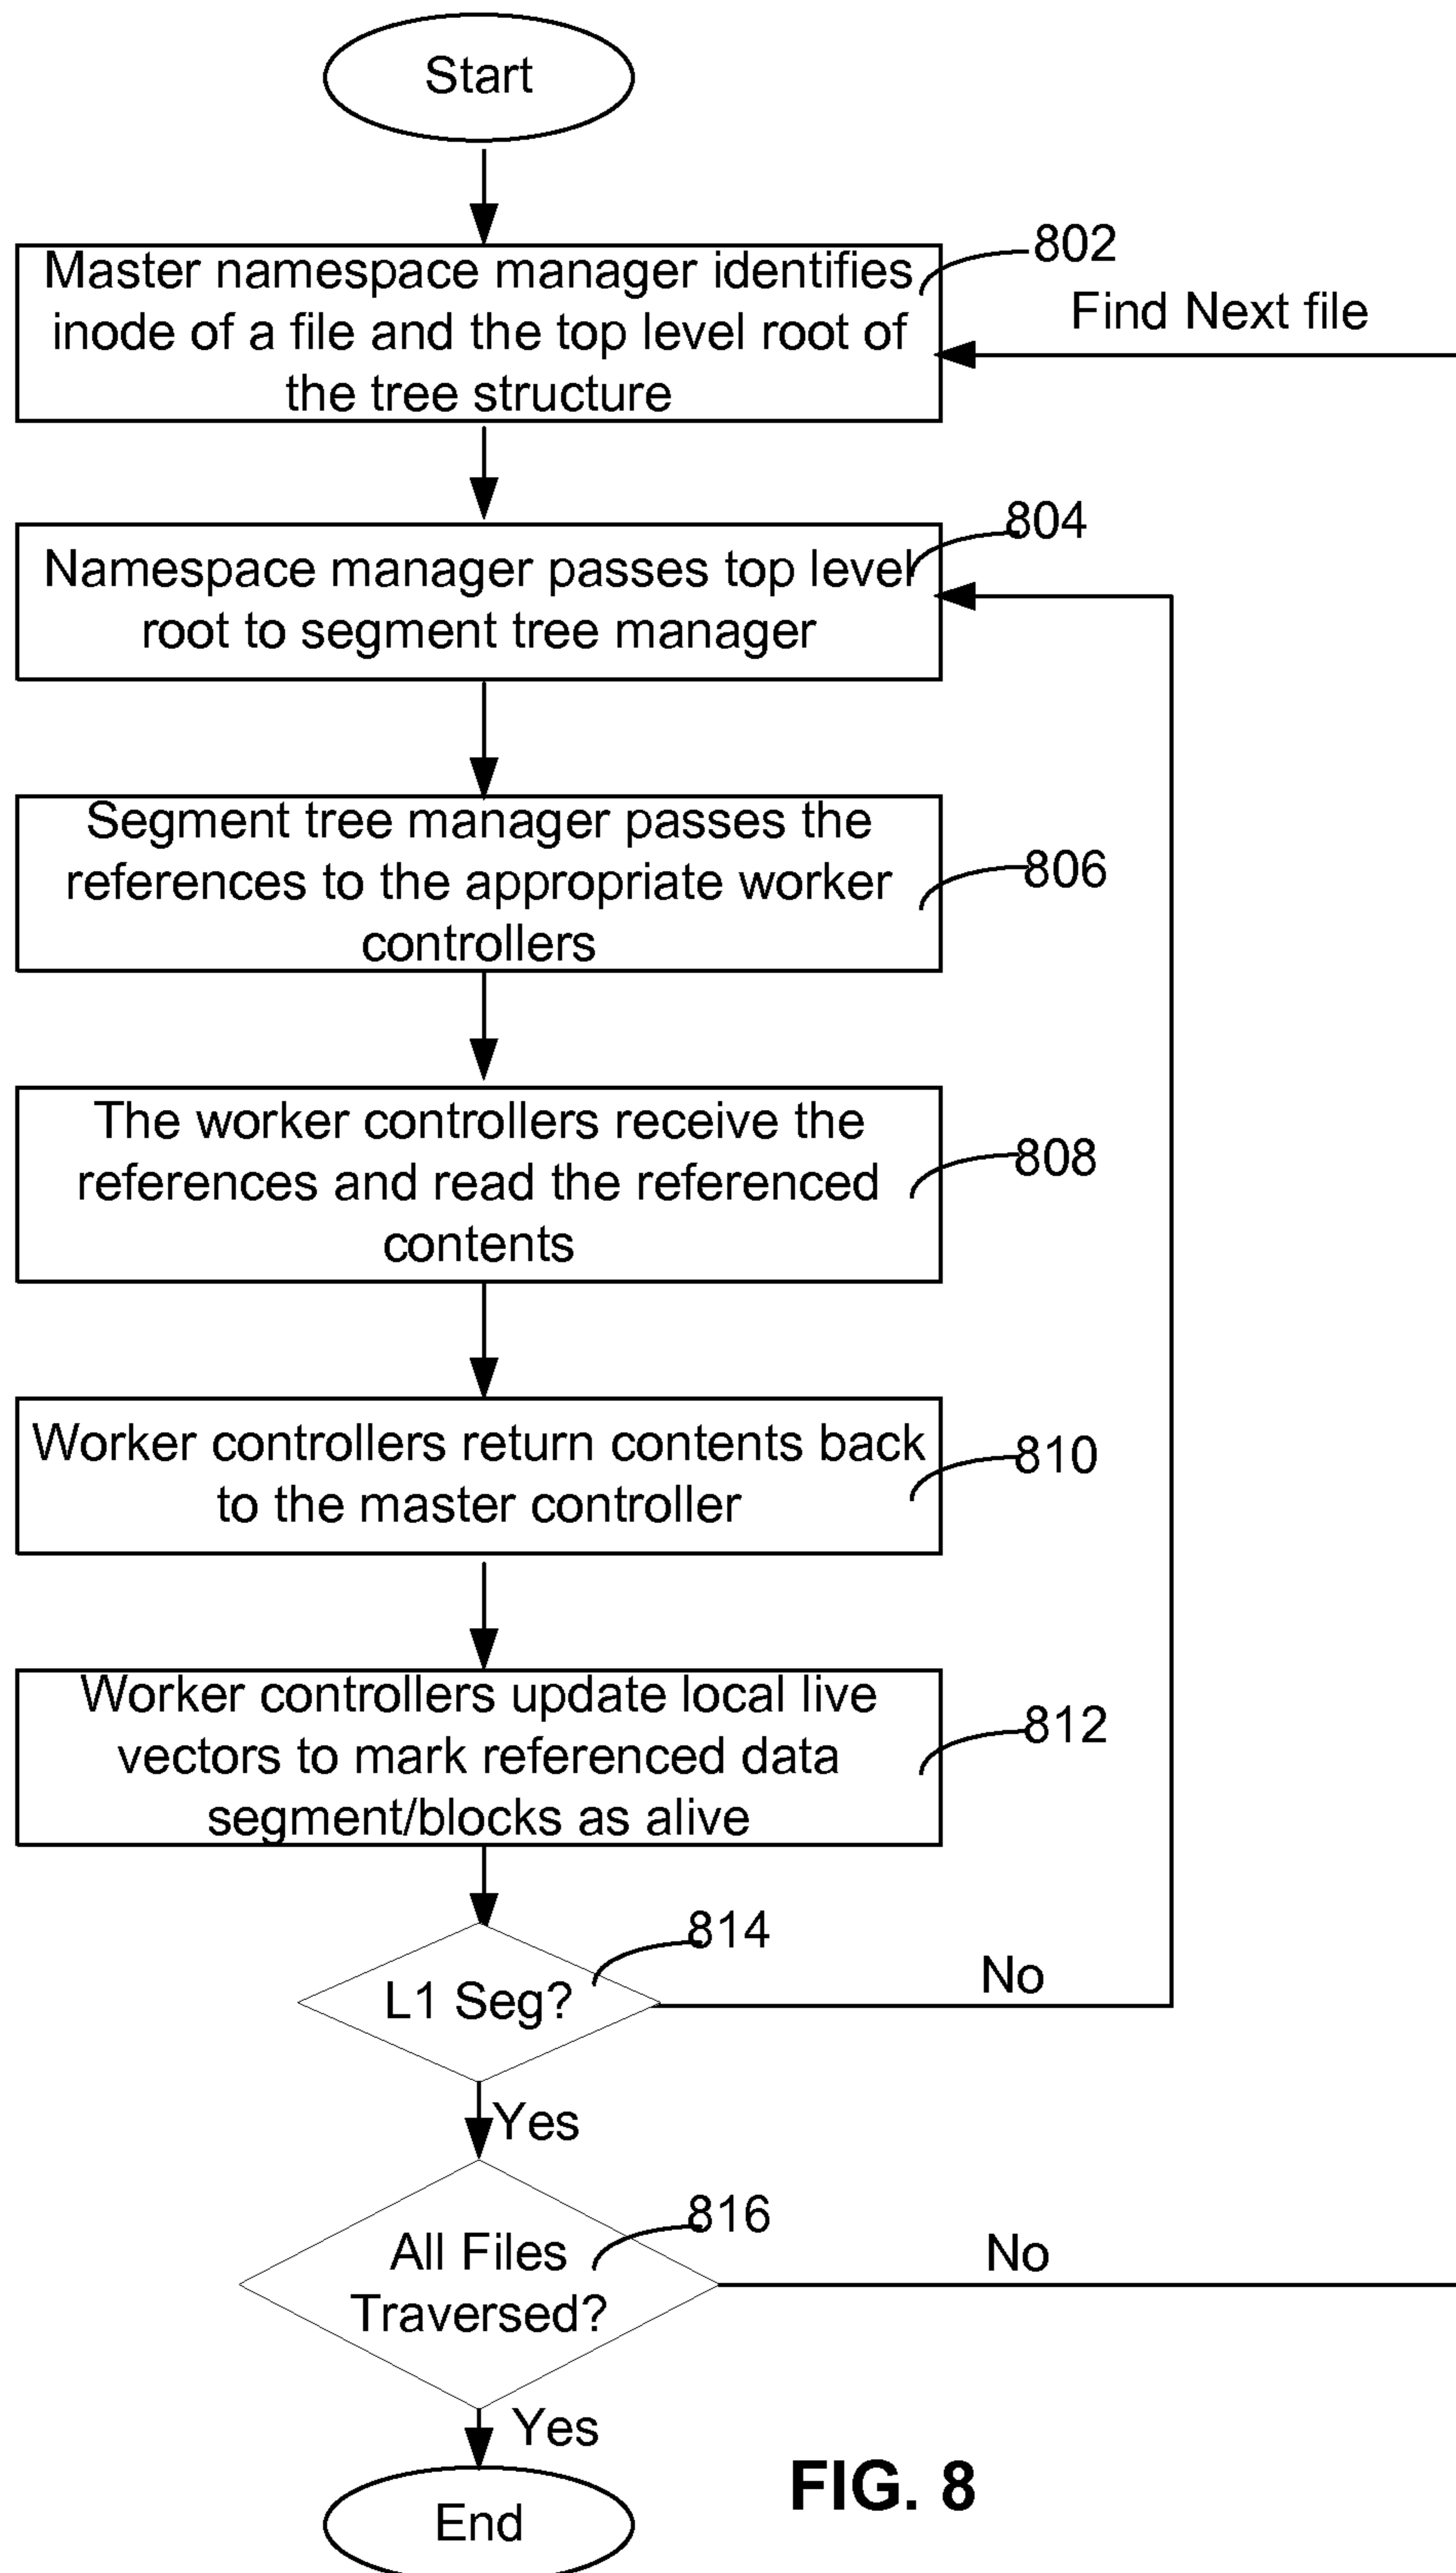 Start
802
Master namespace manager identifies
inode of a file and the top level root of
the tree structure
Find Next file
804
Namespace manager passes top level
root to segment tree manager
Segment tree manager passes the
references to the appropriate worker
controllers
806
The worker controllers receive the
references and read the referenced
contents
808
Worker controllers return contents back
to the master controller
810
Worker controllers update local live
vectors to mark referenced data
segment/blocks as alive
812
814
L1 Seg?
No
Yes
816
All Files
Traversed?
No
Yes
End
FIG. 8